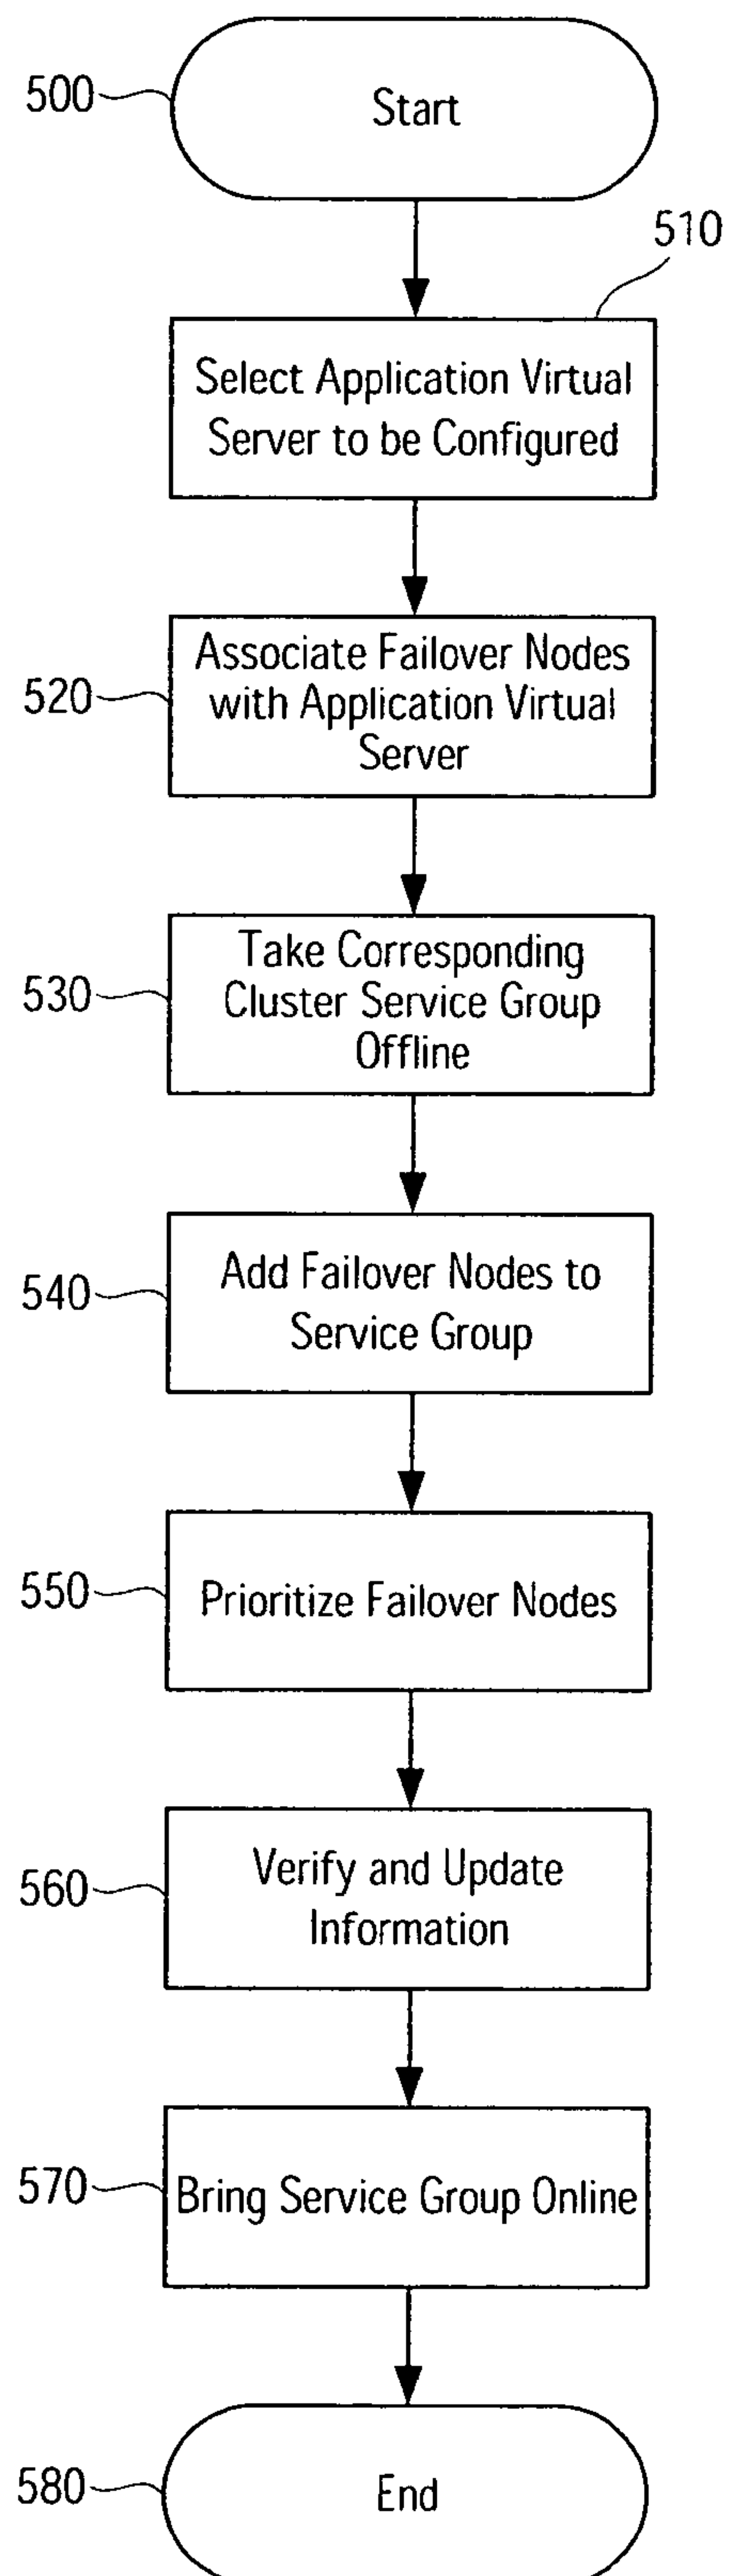 500
Start
510
Select Application Virtual
Server to be Configured
520
Associate Failover Nodes
with Application Virtual
Server
530
Take Corresponding
Cluster Service Group
Offline
540
Add Failover Nodes to
Service Group
550
Prioritize Failover Nodes
560
Verify and Update
Information
570
Bring Service Group Online
580
End